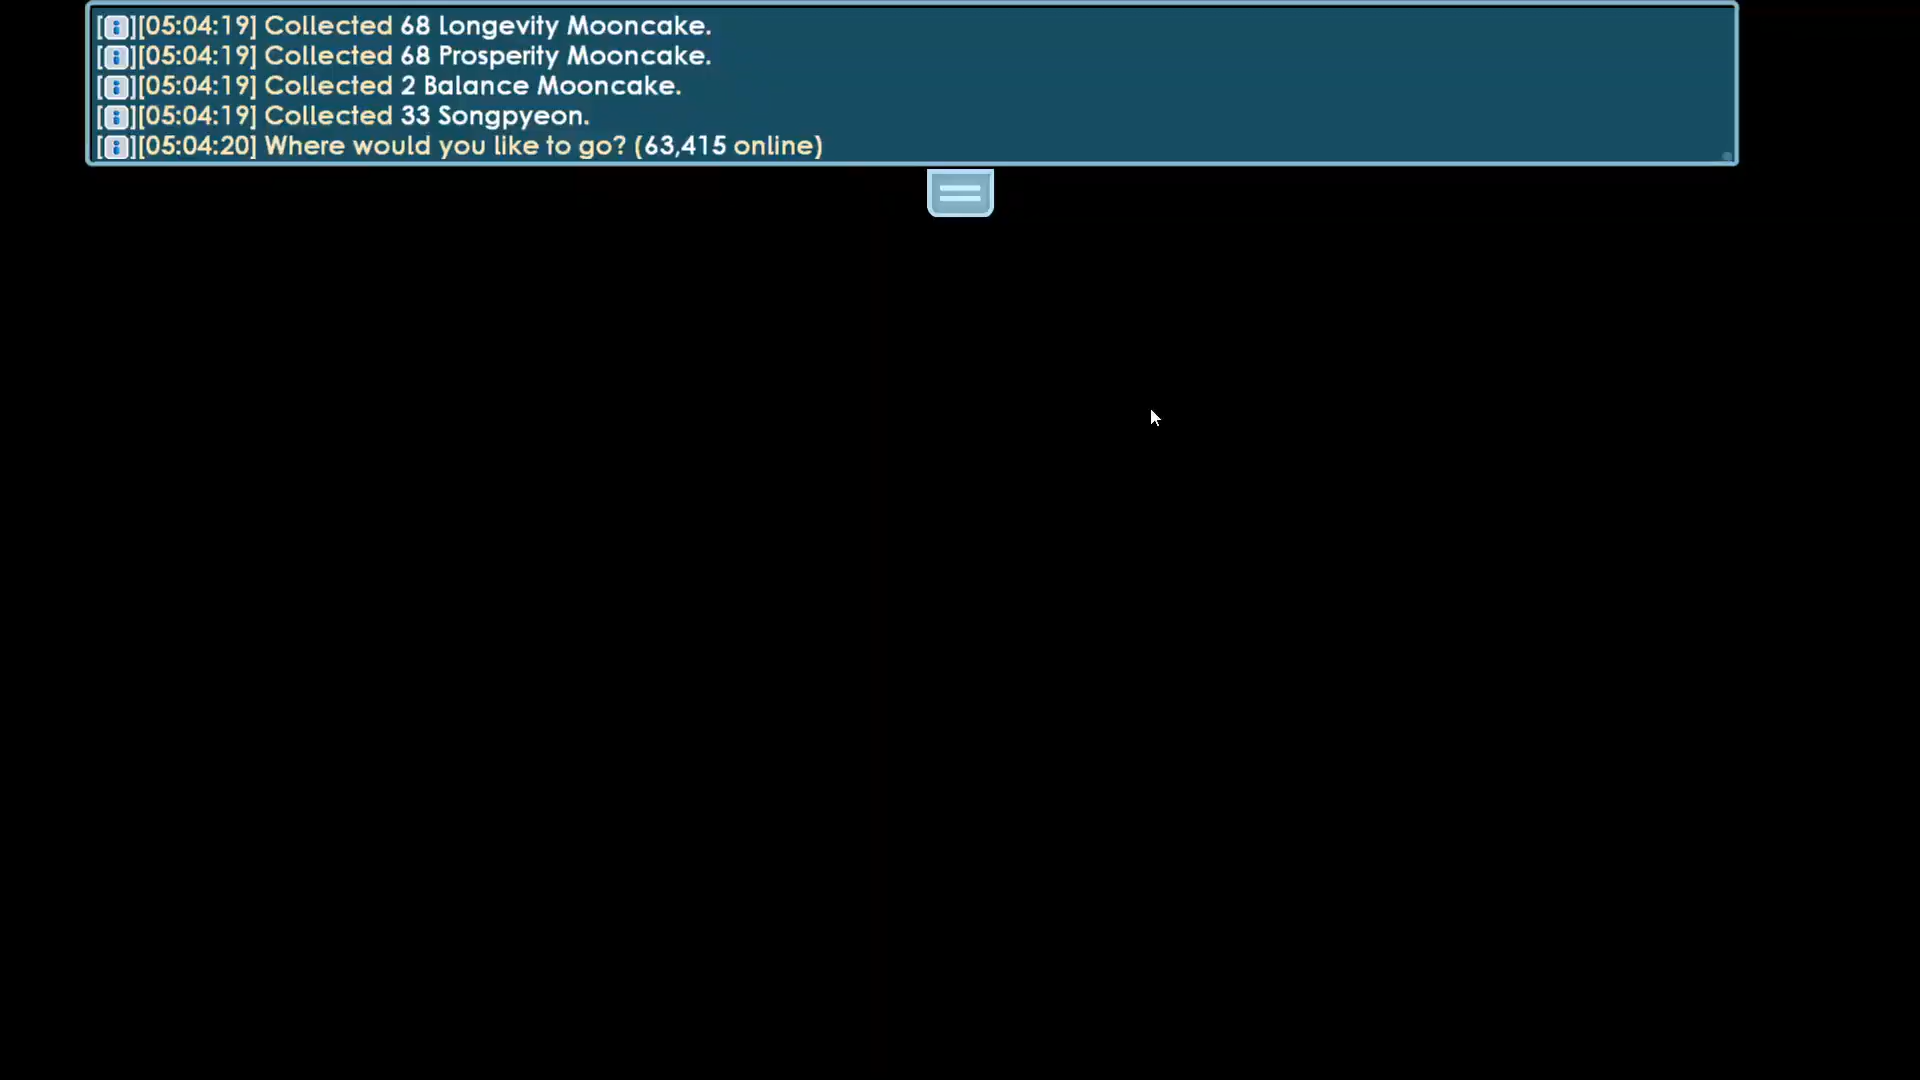 [i][05:04:19] Collected 68 Longevity Mooncake.
[i][05:04:19] Collected 68 Prosperity Mooncake.
[i][05:04:19] Collected 2 Balance Mooncake.
[i][05:04:19] Collected 33 Songpyeon.
[i][05:04:20] Where would you like to go? (63,415 online)